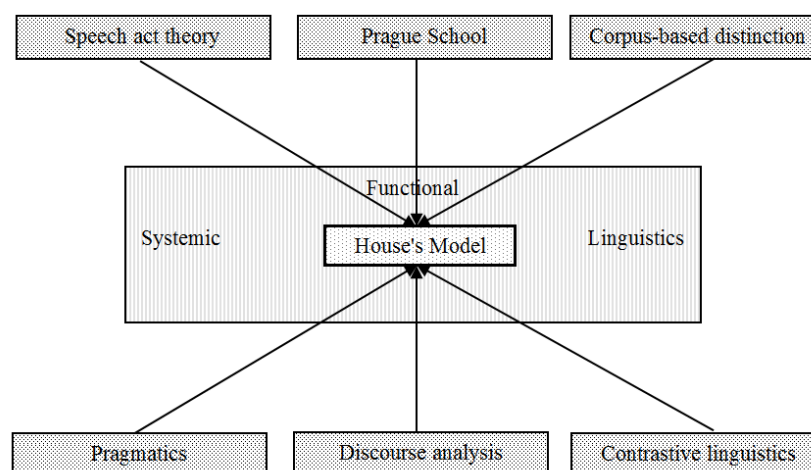 Speech act theory
Prague School
Corpus-based distinction
Functional
Systemic
House's Model
Linguistics
Pragmatics
Discourse analysis
Contrastive linguistics